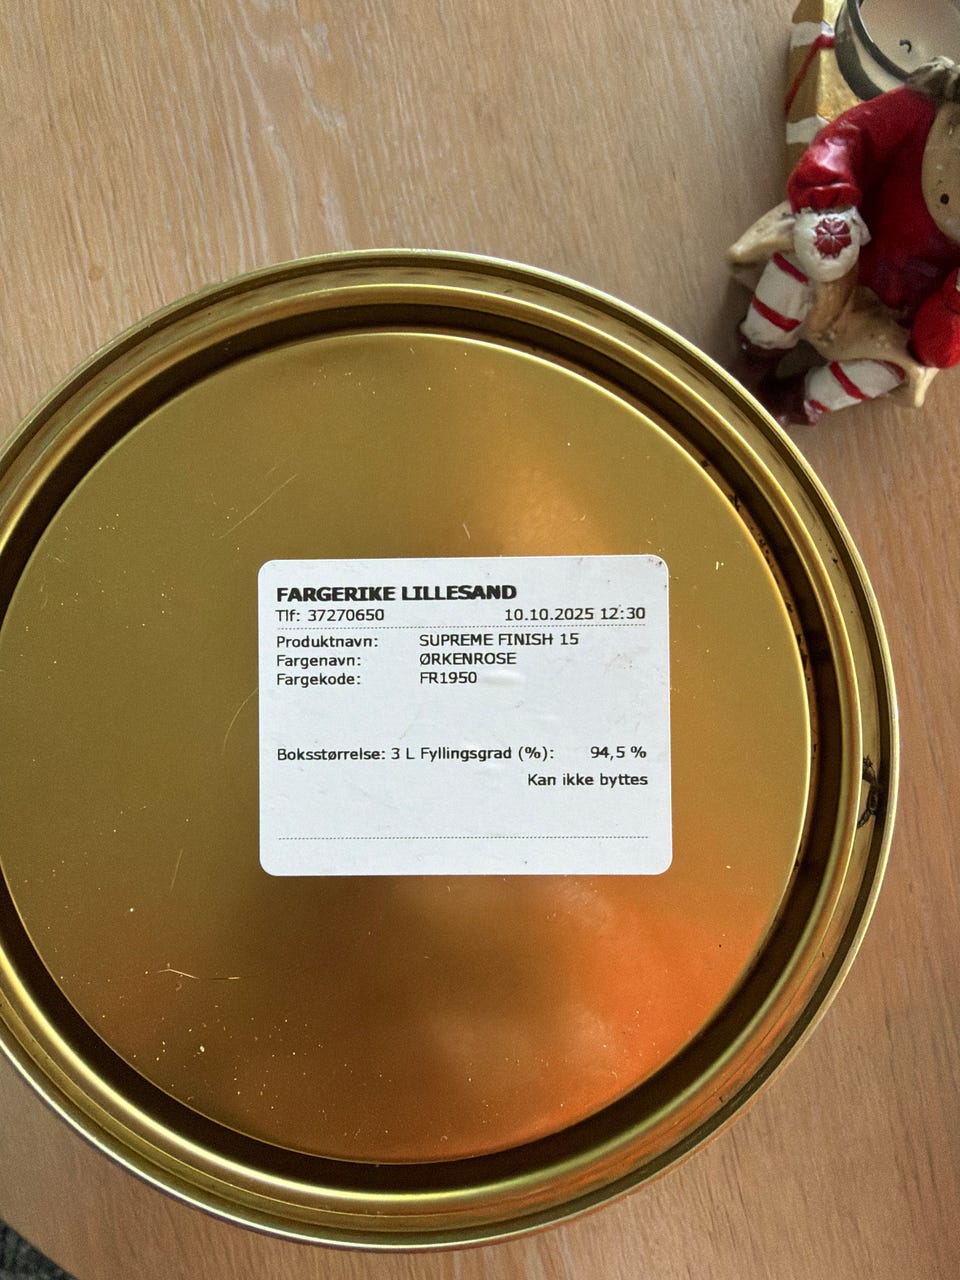 FARGERIKE LILLESAND
Tlf: 37270650 10.10.2025 12:30
Produktnavn: SUPREME FINISH 15
Fargenavn: ØRKENROSE
Fargekode: FR1950
Boksstørrelse: 3 L Fyllingsgrad (%): 94,5 %
Kan ikke byttes